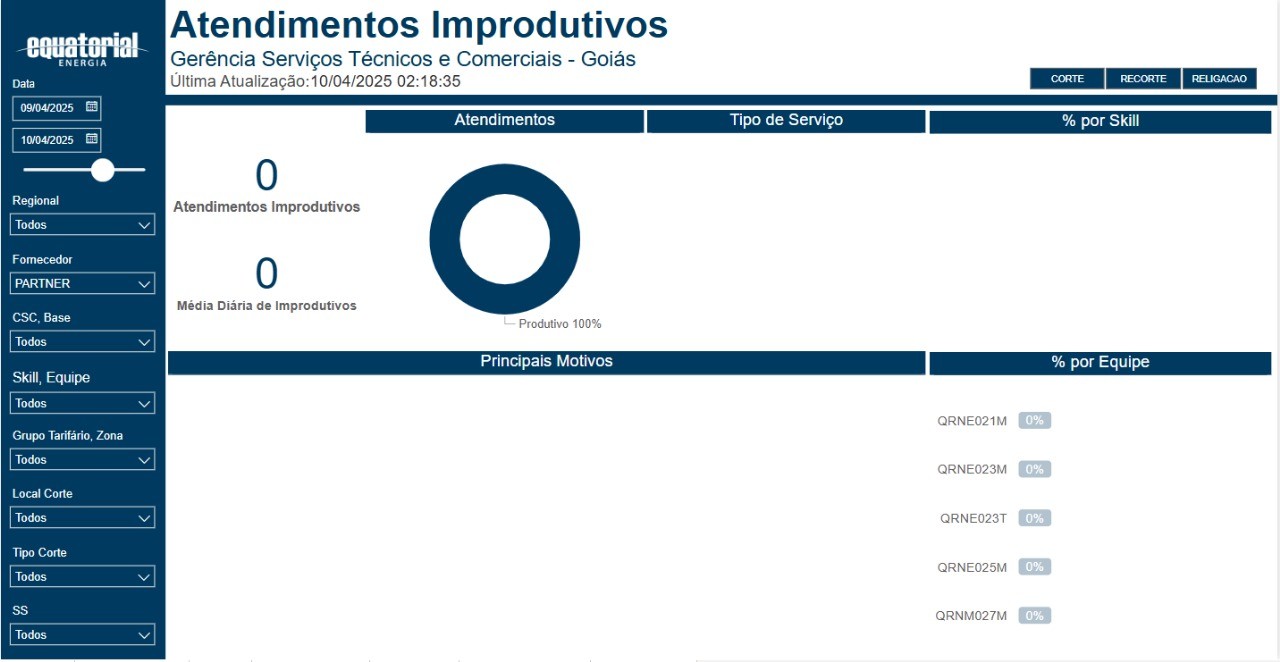 equatorial
ENERGIA
Data
09/04/2025
10/04/2025
Regional
Todos
Fornecedor
PARTNER
CSC, Base
Todos
Skill, Equipe
Todos
Grupo Tarifário, Zona
Todos
Local Corte
Todos
Tipo Corte
Todos
SS
Todos
Atendimentos Improdutivos
Gerência Serviços Técnicos e Comerciais - Goiás
Última Atualização:10/04/2025 02:18:35
CORTE RECORTE RELIGACAO
Atendimentos Tipo de Serviço % por Skill
0
Atendimentos Improdutivos
0
Média Diária de Improdutivos
Produtivo 100%
Principais Motivos % por Equipe
QRNE021M 0%
QRNE023M 0%
QRNE023T 0%
QRNE025M 0%
QRNM027M 0%